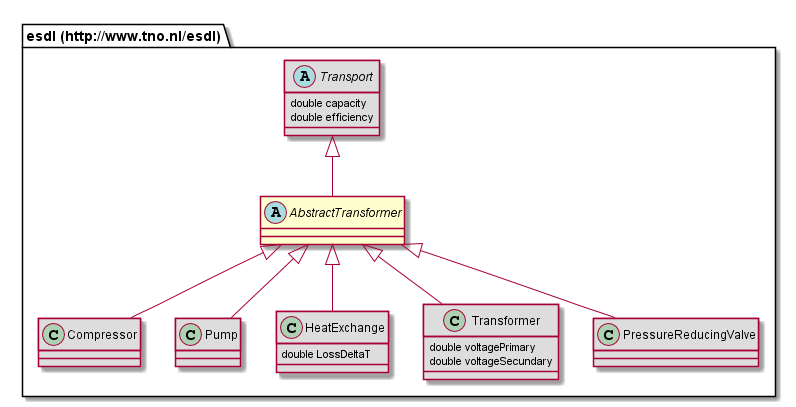 esdl (http://www.tno.nl/esdl)
A Transport
double capacity
double efficiency
A AbstractTransformer
C Compressor
C Pump
C HeatExchange
double LossDeltaT
C Transformer
double voltagePrimary
double voltageSecundary
C PressureReducingValve